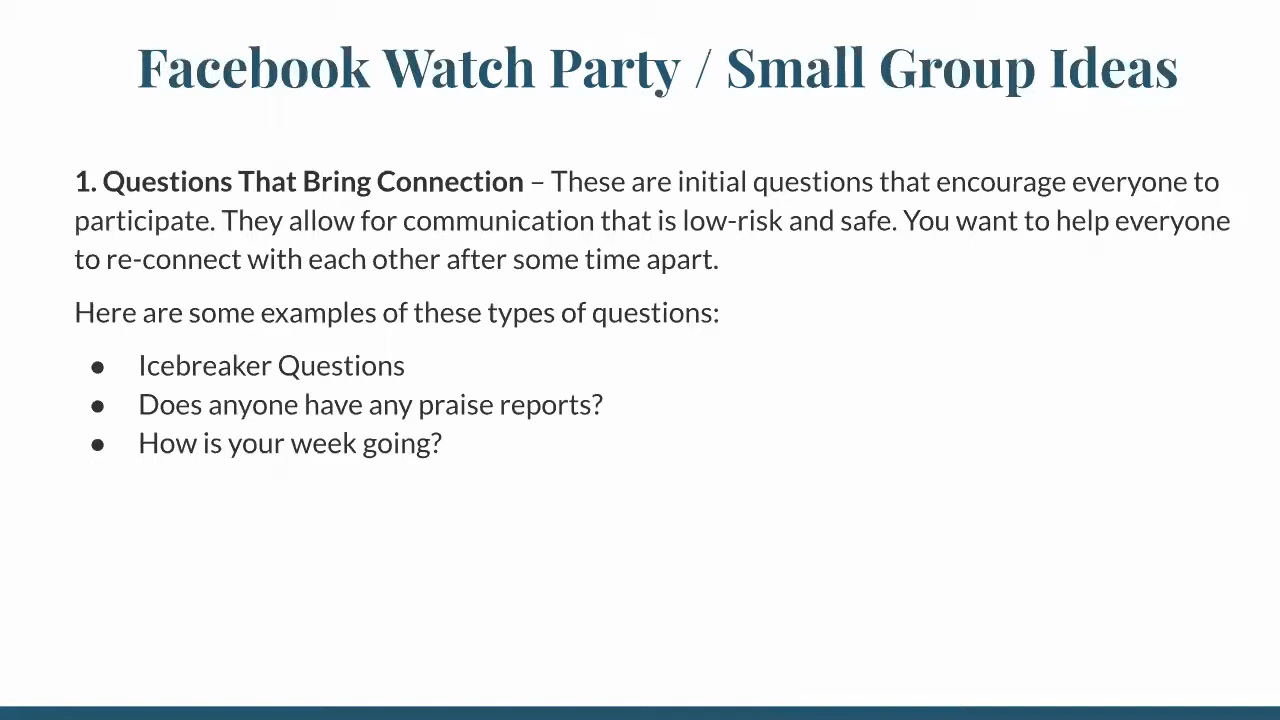 Facebook Watch Party / Small Group Ideas
1. Questions That Bring Connection – These are initial questions that encourage everyone to
participate. They allow for communication that is low-risk and safe. You want to help everyone
to re-connect with each other after some time apart.
Here are some examples of these types of questions:
● Icebreaker Questions
● Does anyone have any praise reports?
● How is your week going?